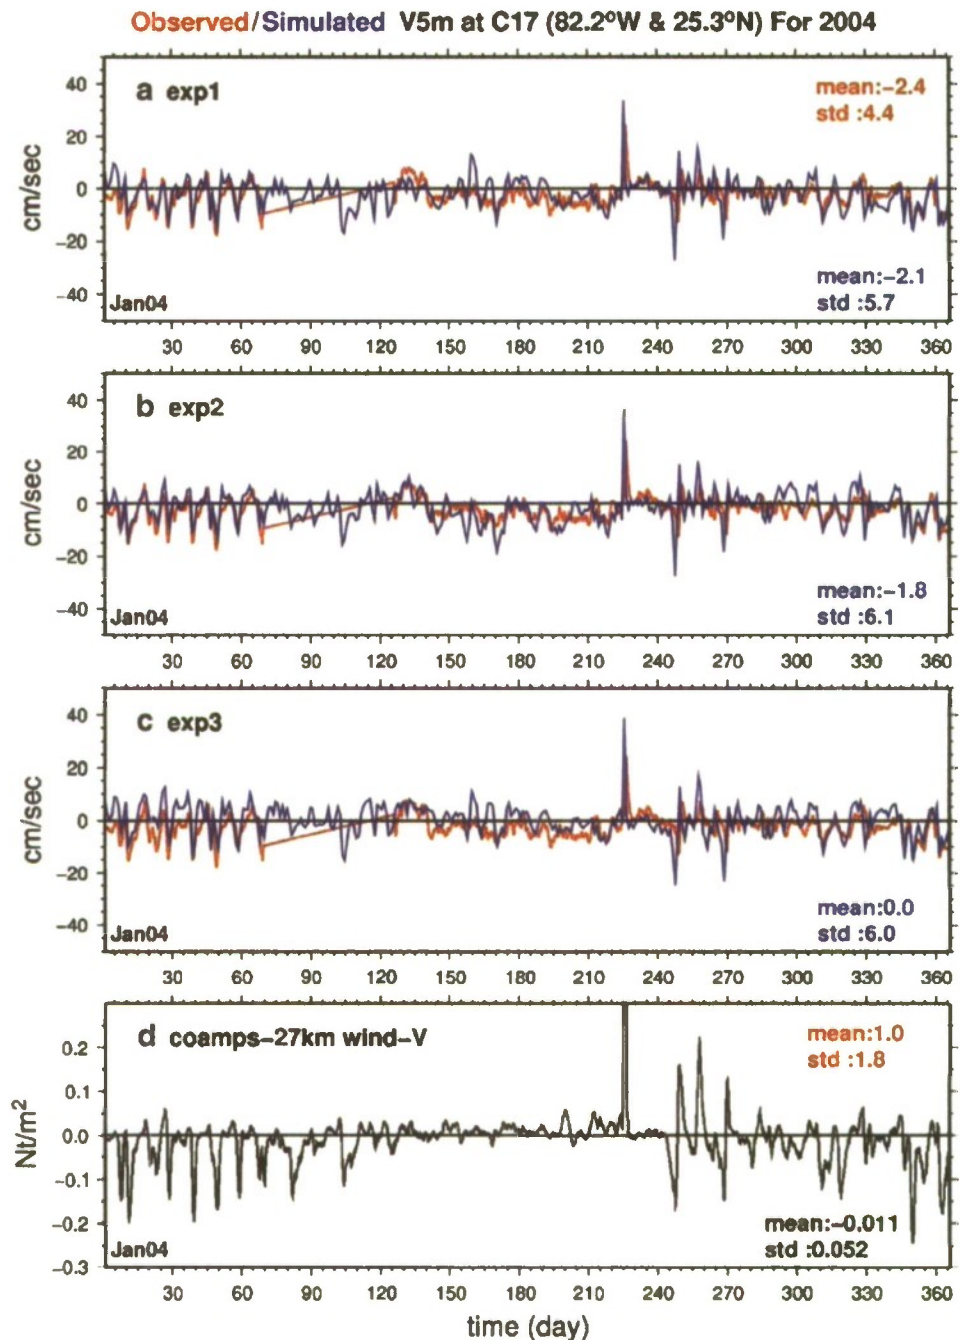 Observed/Simulated V5m at C17 (82.2ºW & 25.3ºN) For 2004
a exp1
mean:-2.4
std :4.4
40
20
0
-20
-40
cm/sec
mean:-2.1
std :5.7
Jan04
30 60 90 120 150 180 210 240 270 300 330 360
b exp2
40
20
0
-20
-40
cm/sec
mean:-1.8
std :6.1
Jan04
30 60 90 120 150 180 210 240 270 300 330 360
c exp3
40
20
0
-20
-40
cm/sec
mean:0.0
std :6.0
Jan04
30 60 90 120 150 180 210 240 270 300 330 360
d coamps-27km wind-V
mean:1.0
std :1.8
0.2
0.1
0.0
-0.1
-0.2
-0.3
Nt/m²
mean:-0.011
std :0.052
Jan04
30 60 90 120 150 180 210 240 270 300 330 360
time (day)